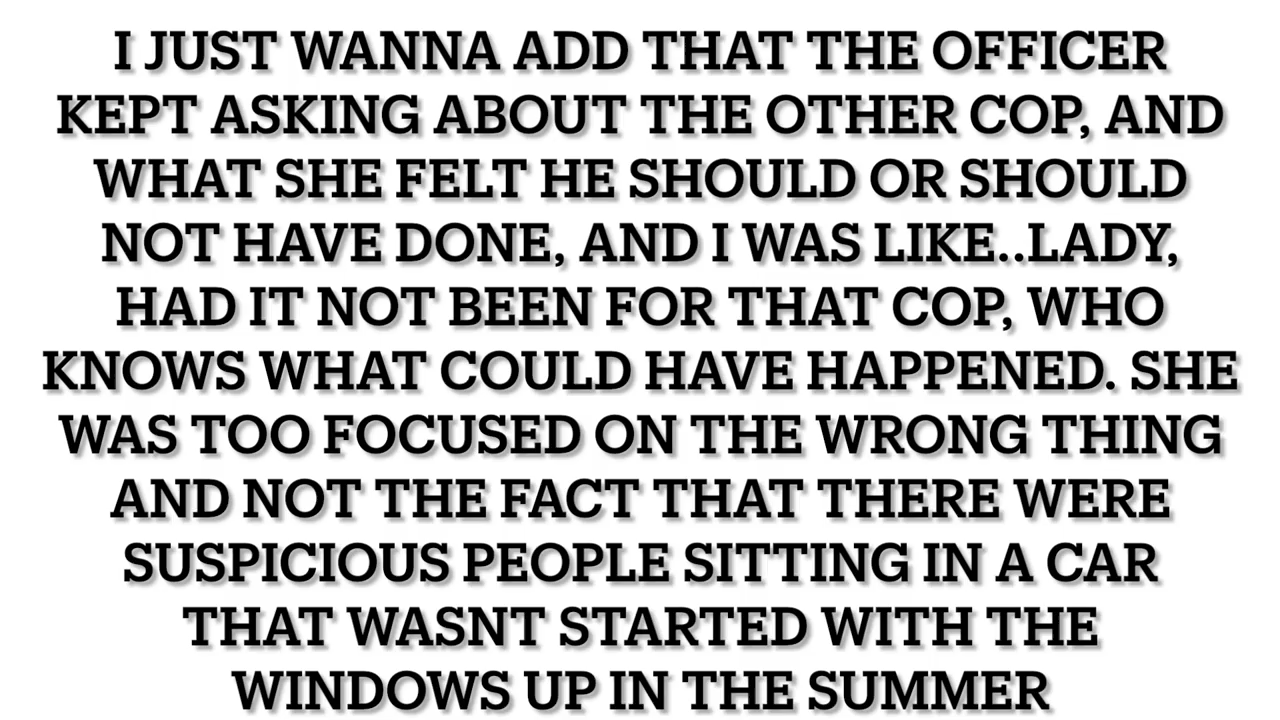 I JUST WANNA ADD THAT THE OFFICER
KEPT ASKING ABOUT THE OTHER COP, AND
WHAT SHE FELT HE SHOULD OR SHOULD
NOT HAVE DONE, AND I WAS LIKE..LADY,
HAD IT NOT BEEN FOR THAT COP, WHO
KNOWS WHAT COULD HAVE HAPPENED. SHE
WAS TOO FOCUSED ON THE WRONG THING
AND NOT THE FACT THAT THERE WERE
SUSPICIOUS PEOPLE SITTING IN A CAR
THAT WASNT STARTED WITH THE
WINDOWS UP IN THE SUMMER